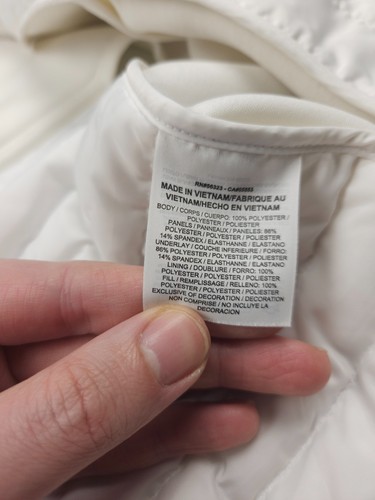 MADE IN VIETNAM/FABRIQUE AU
VIETNAM/HECHO EN VIETNAM
BODY / CORPS / CUERPO: 100% POLYESTER /
POLYESTER / POLIESTER
PANELS / PANNEAUX / PANELES: 86%
POLYESTER / POLYESTER / POLIESTER
14% SPANDEX / ELASTHANNE / ELASTANO
UNDERLAY / COUCHE INFERIEURE / FORRO:
86% POLYESTER / POLYESTER / POLIESTER
14% SPANDEX / ELASTHANNE / ELASTANO
LINING / DOUBLURE / FORRO: 100%
POLYESTER / POLYESTER / POLIESTER
FILL / REMPLISSAGE / RELLENO: 100%
POLYESTER / POLYESTER / POLIESTER
EXCLUSIVE OF DECORATION / DECORATION
NON COMPRISE / NO INCLUYE LA
DECORACION